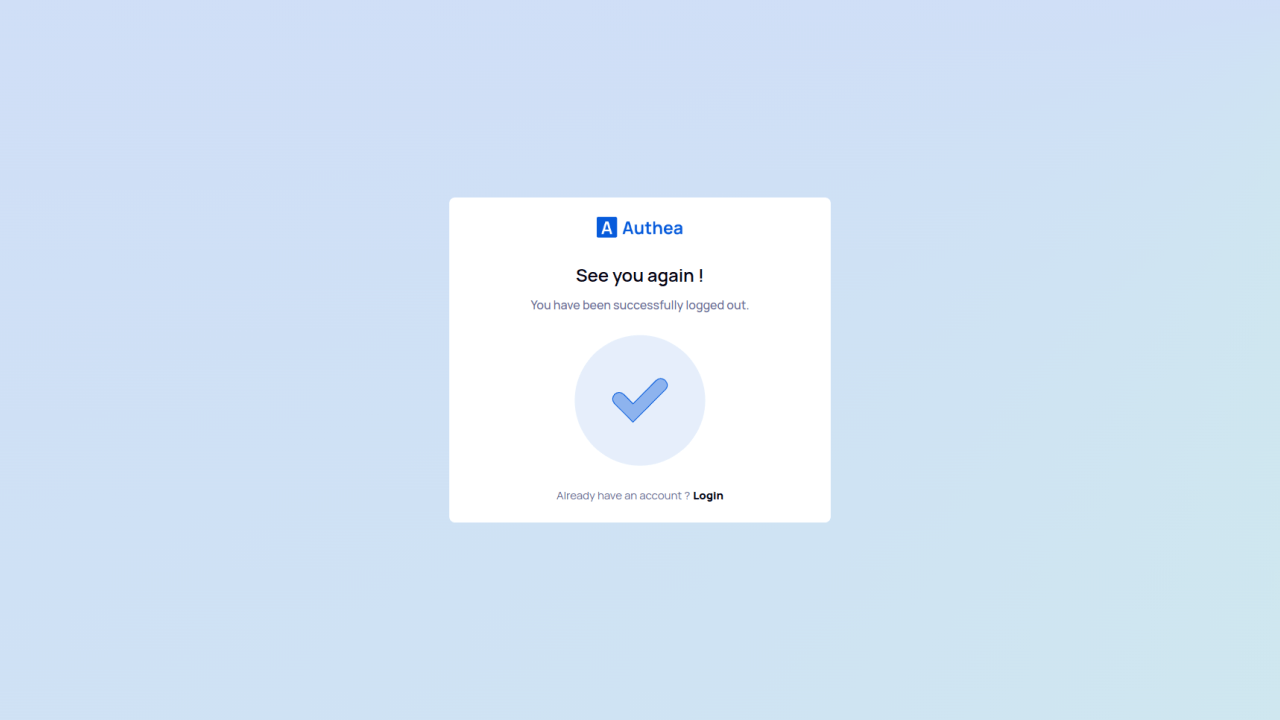 A Authea
See you again !
You have been successfully logged out.
Already have an account ? Login